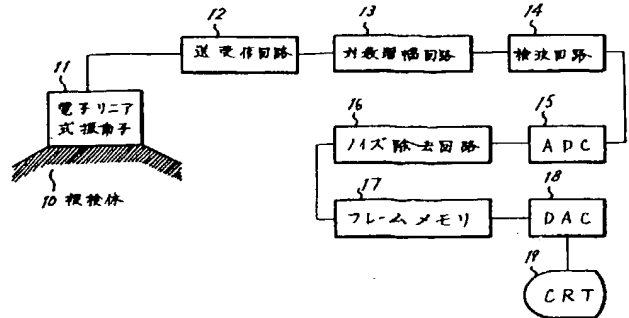 12
送受信回路
13
対数増幅回路
14
検波回路
11
電子リニア
式振動子
10 被検体
16
ノイズ除去回路
15
ADC
17
フレームメモリ
18
DAC
19
CRT